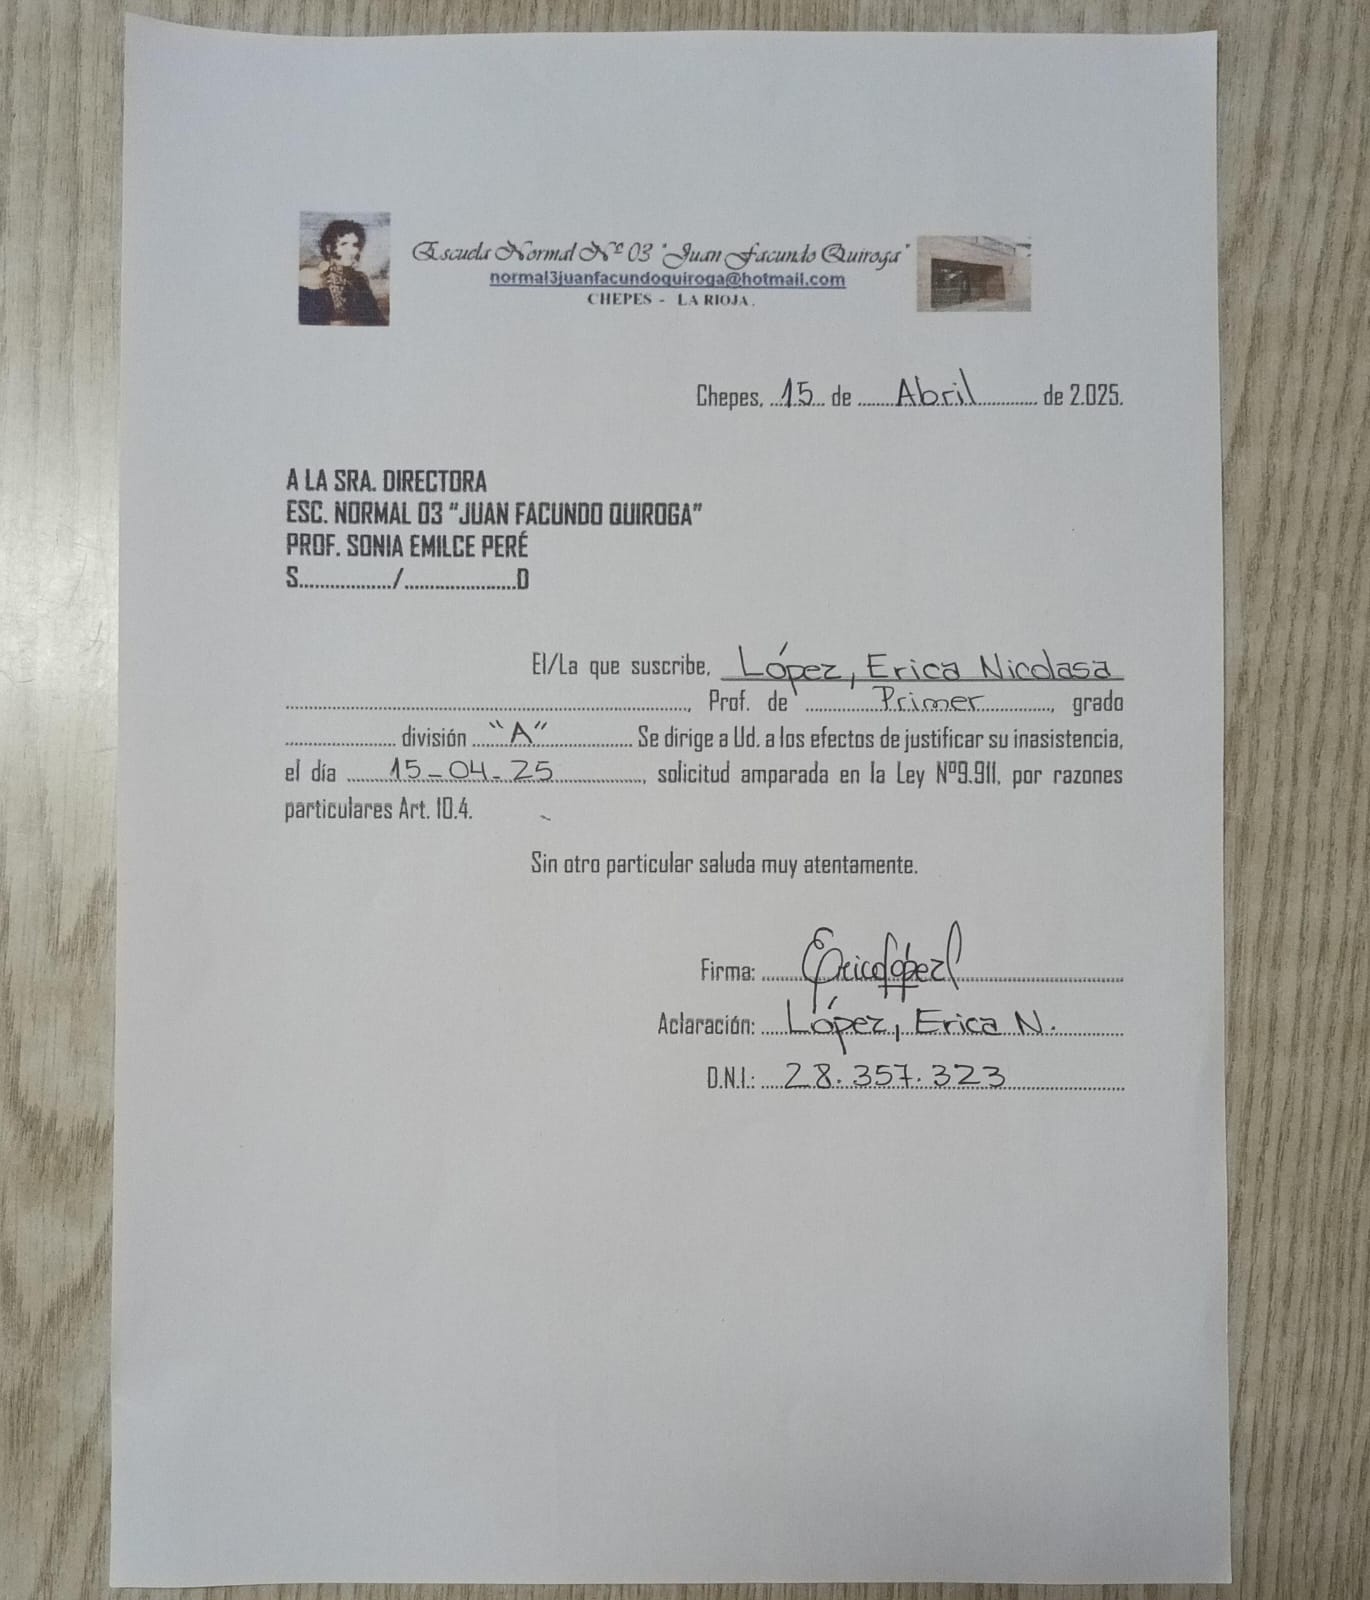 Escuela Normal Nº 03 "Juan Facundo Quiroga"
normal3juanfacundoquiroga@hotmail.com
CHEPES - LA RIOJA.
Chepes, ...15... de ........Abril............. de 2.025.
A LA SRA. DIRECTORA
ESC. NORMAL 03 "JUAN FACUNDO QUIROGA"
PROF. SONIA EMILCE PERÉ
S................../......................D
El/La que suscribe, López, Erica Nicolasa
................................................................................, Prof. de ..............Primer.............., grado
...................... división ...."A"................. Se dirige a Ud. a los efectos de justificar su inasistencia,
el día ........15-04-25.................., solicitud amparada en la Ley Nº9.911, por razones
particulares Art. 10.4.
Sin otro particular saluda muy atentamente.
Firma: ........Erica López................................
Aclaración: .....López, Erica N...............
D.N.I.: ....28.357.323.......................